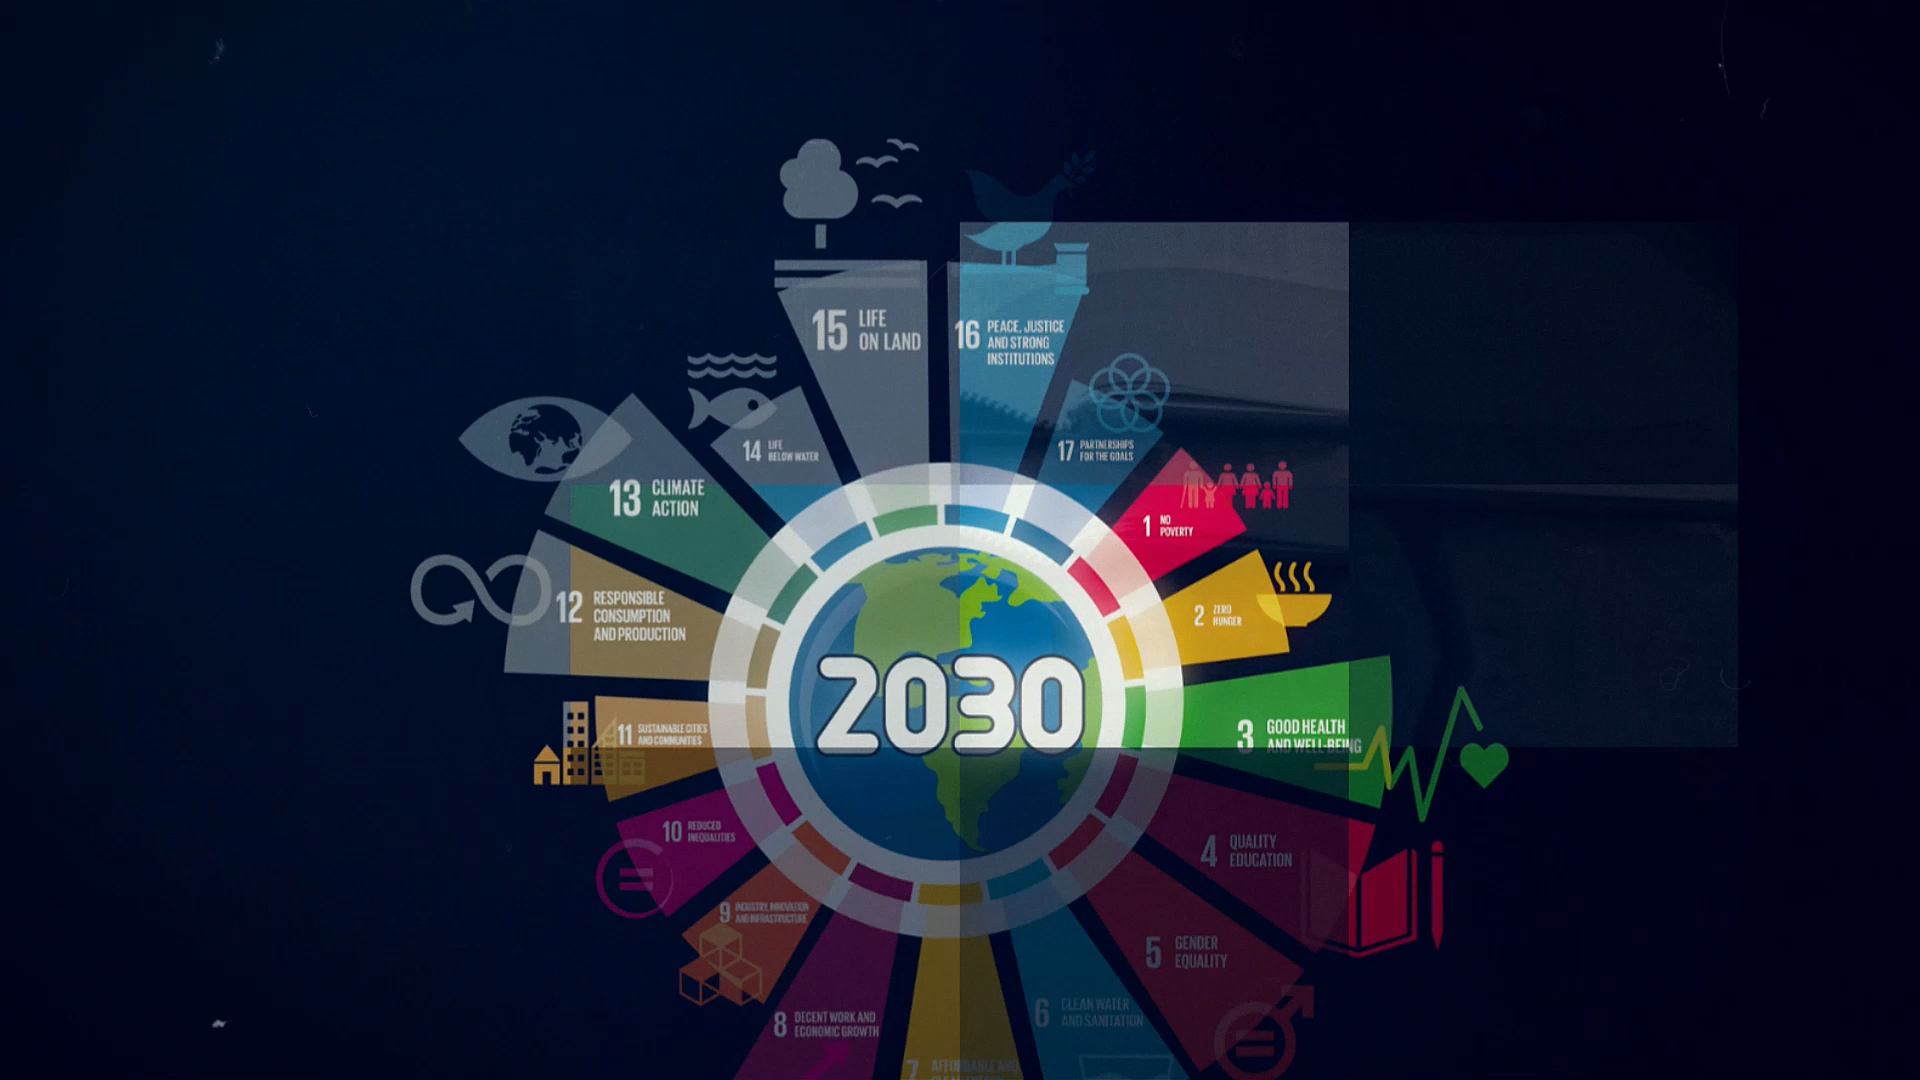 15 LIFE
ON LAND
16 PEACE, JUSTICE
AND STRONG
INSTITUTIONS
14 LIFE
BELOW WATER
17 PARTNERSHIPS
FOR THE GOALS
13 CLIMATE
ACTION
1 NO
POVERTY
12 RESPONSIBLE
CONSUMPTION
AND PRODUCTION
2 ZERO
HUNGER
2030
11 SUSTAINABLE CITIES
AND COMMUNITIES
3 GOOD HEALTH
AND WELL-BEING
10 REDUCED
INEQUALITIES
4 QUALITY
EDUCATION
9 INDUSTRY, INNOVATION
AND INFRASTRUCTURE
5 GENDER
EQUALITY
8 DECENT WORK AND
ECONOMIC GROWTH
6 CLEAN WATER
AND SANITATION
7 AFFORDABLE AND